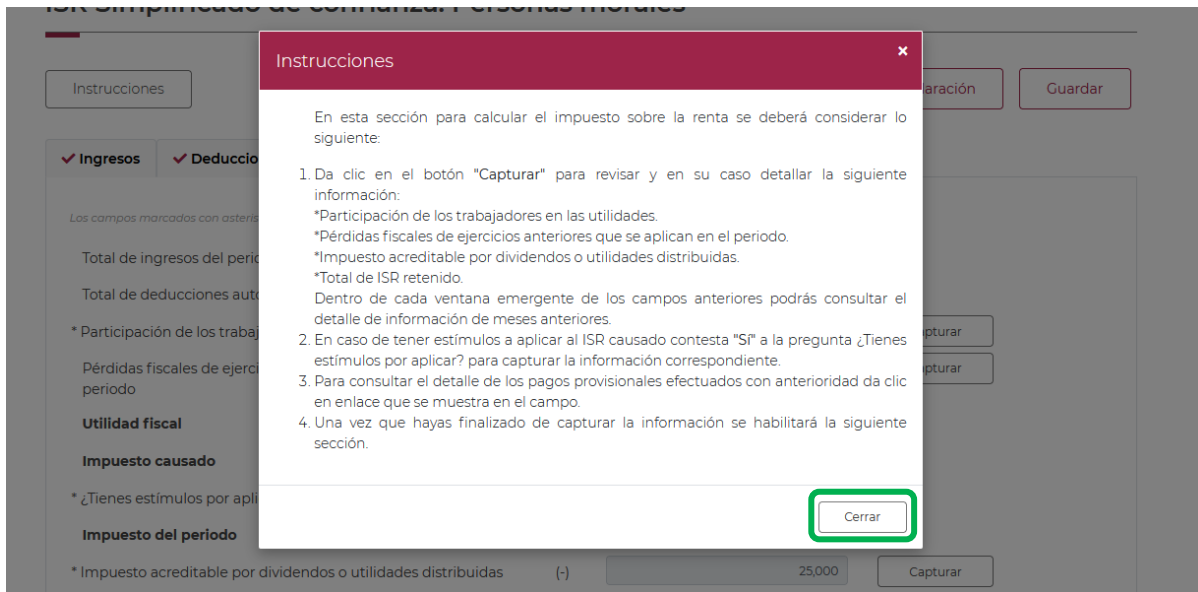 ISR Simplificado de confianza. Personas morales
Instrucciones
×
Instrucciones
aración
Guardar
En esta sección para calcular el impuesto sobre la renta se deberá considerar lo
siguiente:
Ingresos
Deduccio
1. Da clic en el botón "Capturar" para revisar y en su caso detallar la siguiente
información:
*Participación de los trabajadores en las utilidades.
*Pérdidas fiscales de ejercicios anteriores que se aplican en el periodo.
*Impuesto acreditable por dividendos o utilidades distribuidas.
*Total de ISR retenido.
Dentro de cada ventana emergente de los campos anteriores podrás consultar el
detalle de información de meses anteriores.
2. En caso de tener estímulos a aplicar al ISR causado contesta "Sí" a la pregunta ¿Tienes
estímulos por aplicar? para capturar la información correspondiente.
3. Para consultar el detalle de los pagos provisionales efectuados con anterioridad da clic
en enlace que se muestra en el campo.
4. Una vez que hayas finalizado de capturar la información se habilitará la siguiente
sección.
Cerrar
Los campos marcados con asteris
Total de ingresos del perio
Total de deducciones auto
* Participación de los trabaj
pturar
Pérdidas fiscales de ejerci
periodo
pturar
Utilidad fiscal
Impuesto causado
* ¿Tienes estímulos por apli
Impuesto del periodo
* Impuesto acreditable por dividendos o utilidades distribuidas (-) 25,000 Capturar